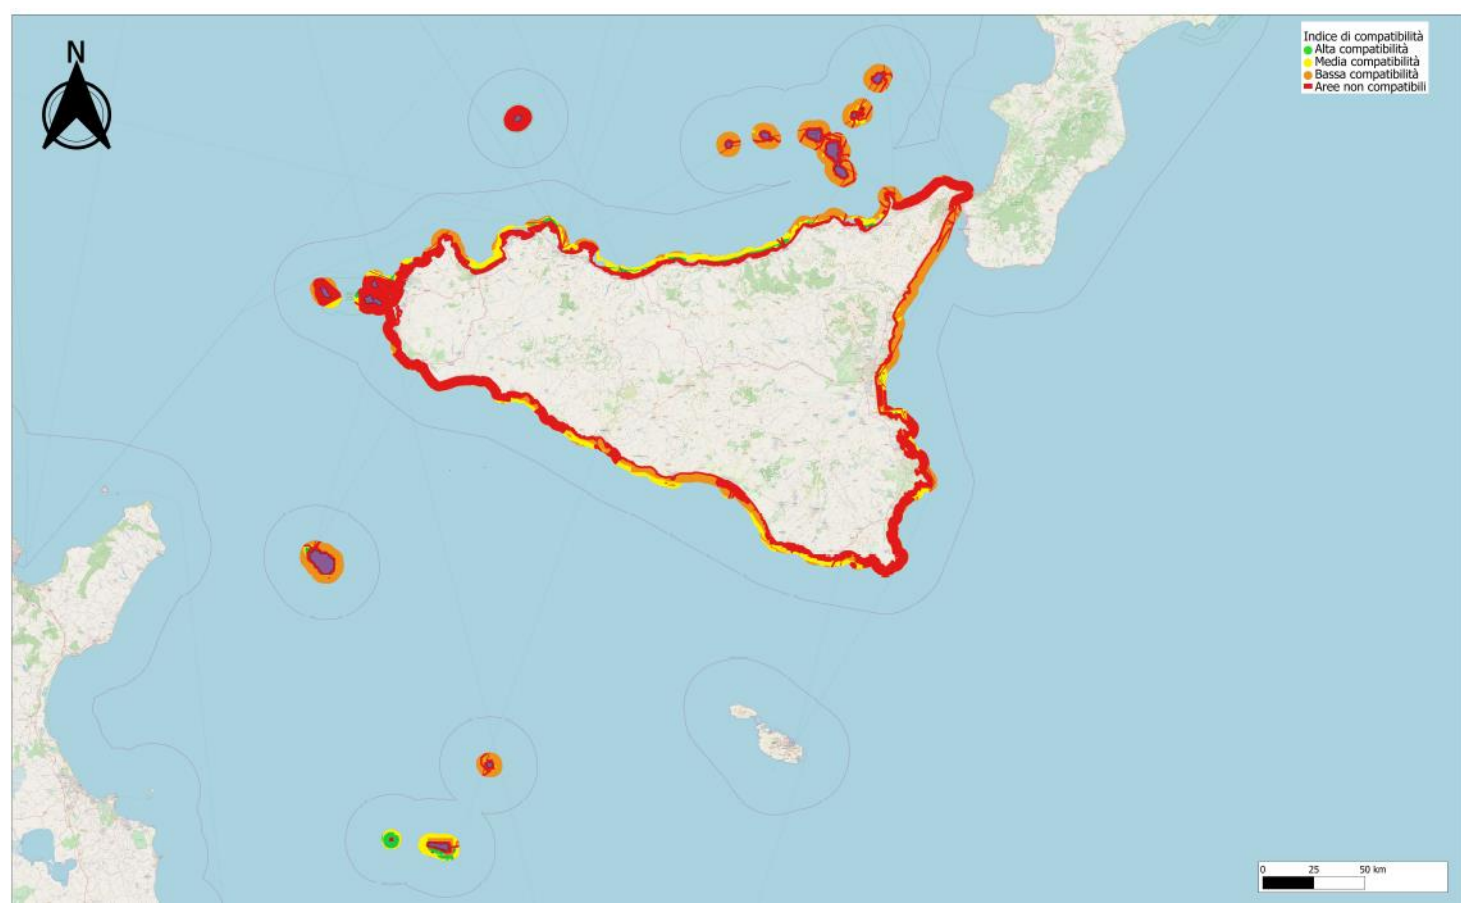 N
Indice di compatibilità
Alta compatibilità
Media compatibilità
Bassa compatibilità
Aree non compatibili
0 25 50 km